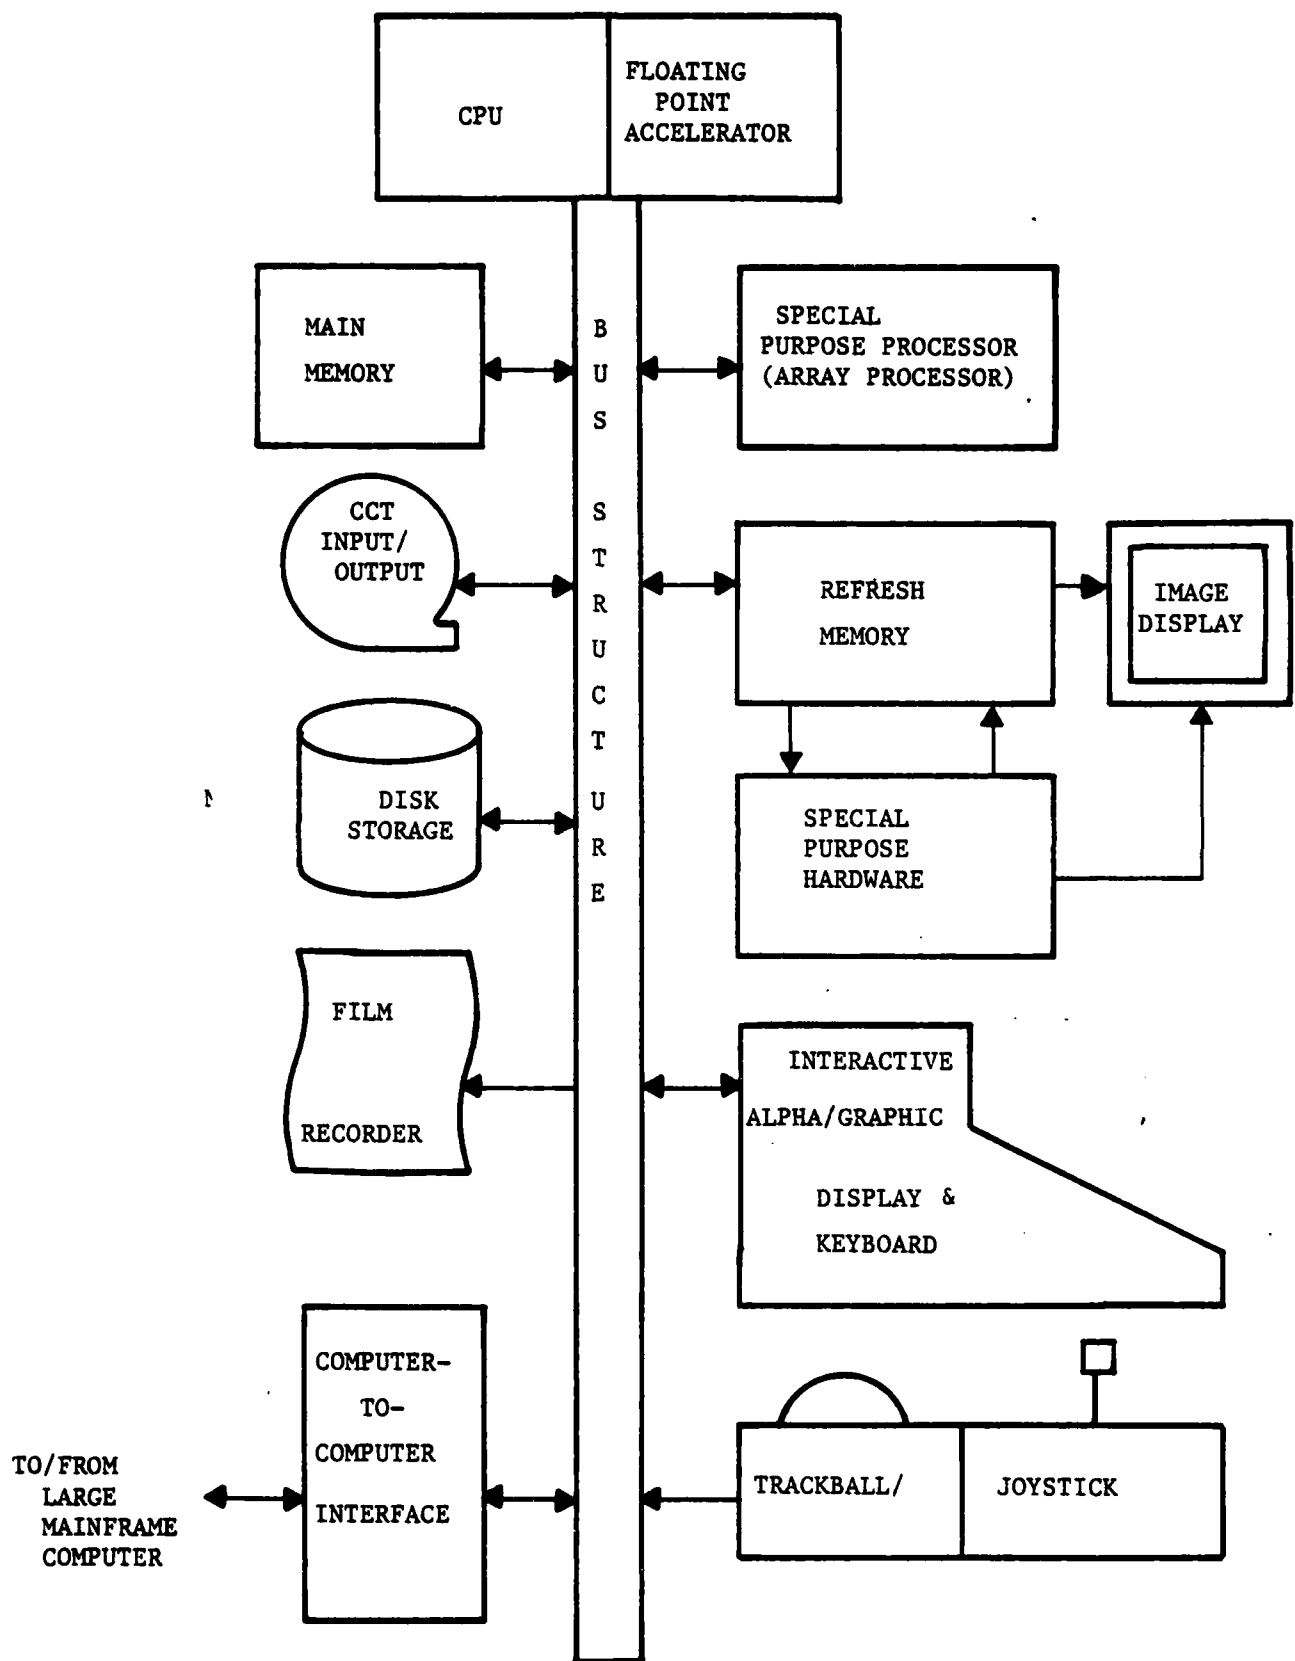 CPU
FLOATING
POINT
ACCELERATOR
MAIN
MEMORY
BUS STRUCTURE
SPECIAL
PURPOSE PROCESSOR
(ARRAY PROCESSOR)
CCT
INPUT/
OUTPUT
REFRESH
MEMORY
IMAGE
DISPLAY
DISK
STORAGE
SPECIAL
PURPOSE
HARDWARE
FILM
RECORDER
INTERACTIVE
ALPHA/GRAPHIC
DISPLAY &
KEYBOARD
COMPUTER-
TO-
COMPUTER
INTERFACE
TO/FROM
LARGE
MAINFRAME
COMPUTER
TRACKBALL/
JOYSTICK